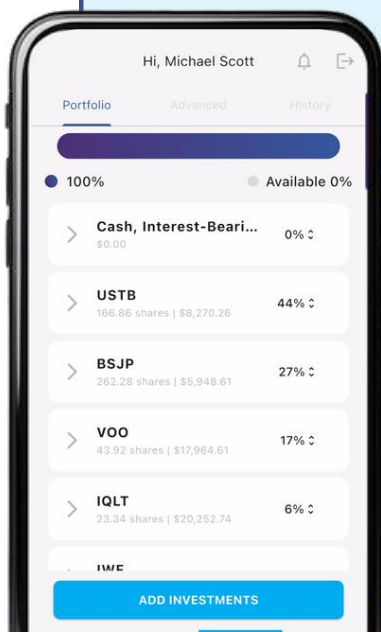 Hi, Michael Scott
Portfolio Advanced History
100% Available 0%
Cash, Interest-Beari... 0%
$0.00
USTB 44%
166.86 shares | $8,270.26
BSJP 27%
262.28 shares | $5,948.61
VOO 17%
43.92 shares | $17,964.61
IQLT 6%
23.34 shares | $20,252.74
IWF
ADD INVESTMENTS